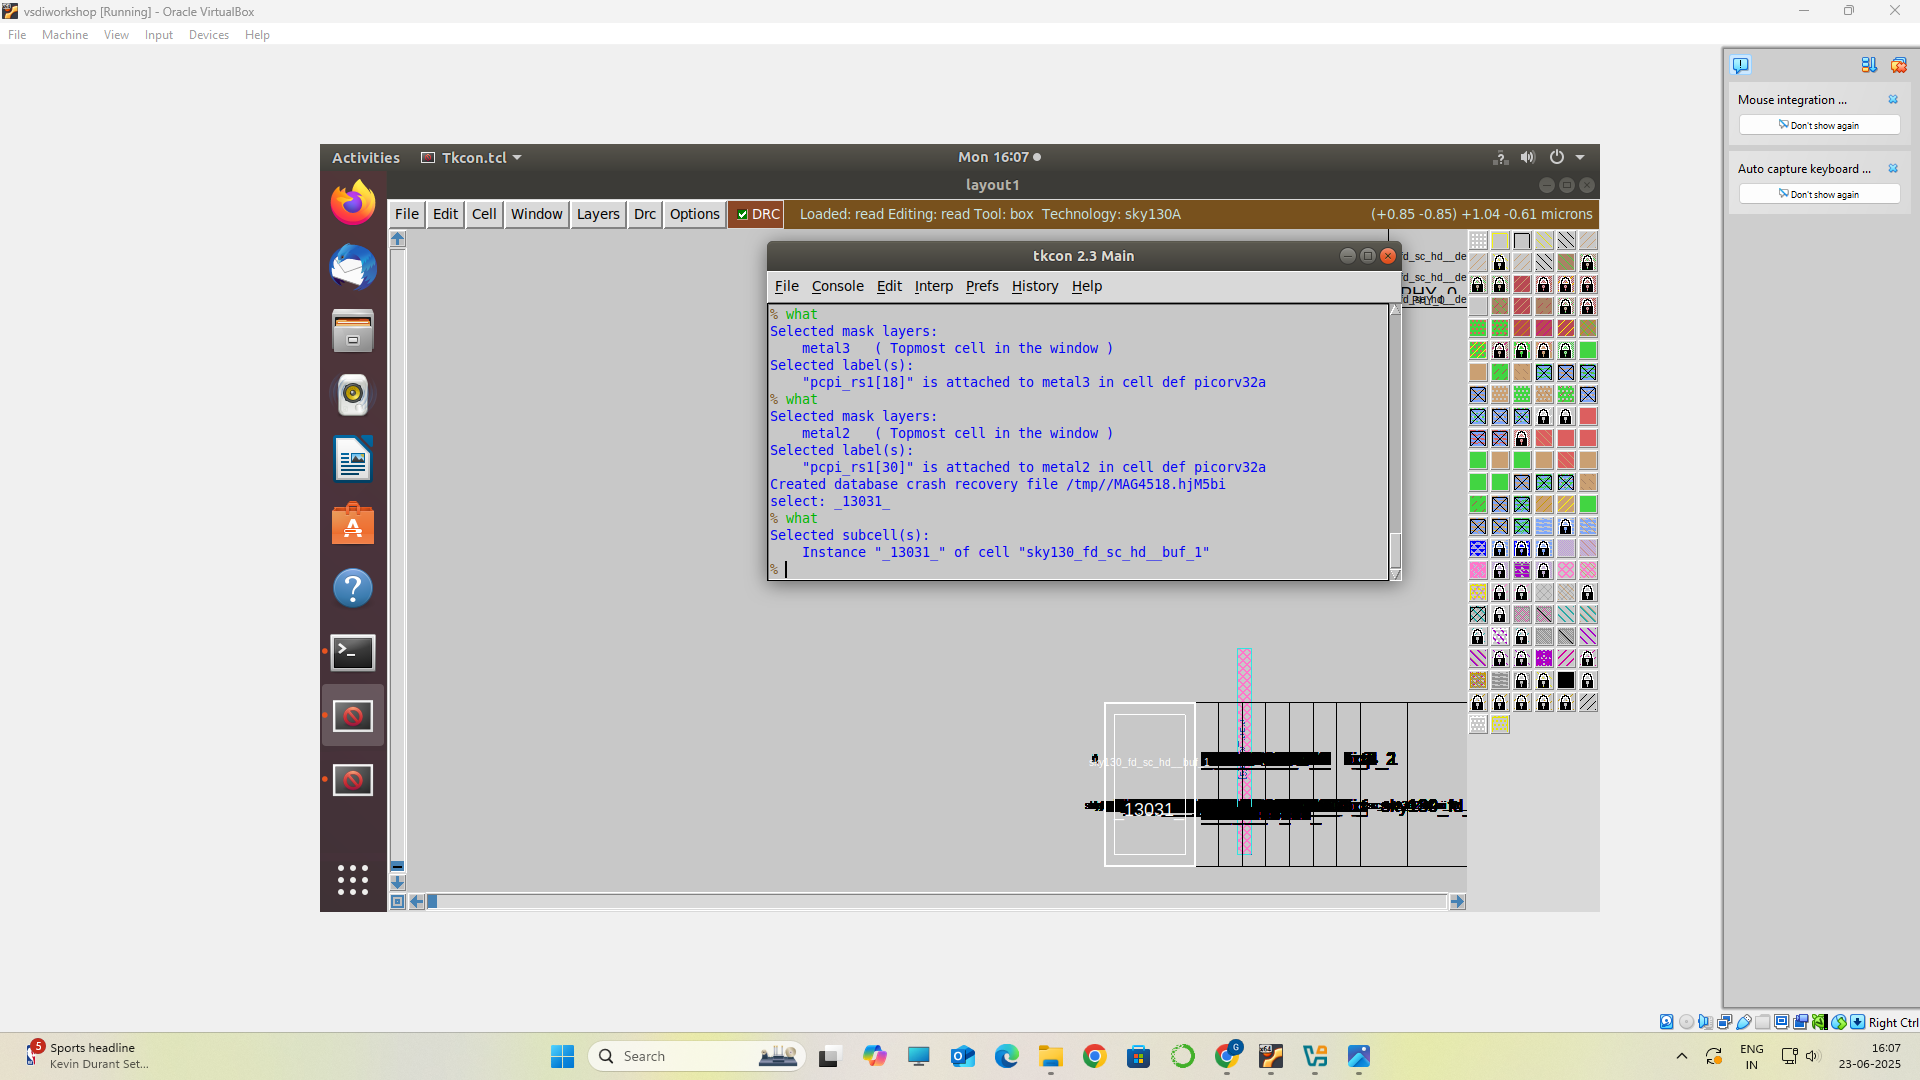 vsdiworkshop [Running] - Oracle VirtualBox
File Machine View Input Devices Help
Mouse integration ...
Don't show again
Auto capture keyboard ...
Don't show again
Activities Tkcon.tcl Mon 16:07
layout1
File Edit Cell Window Layers Drc Options DRC Loaded: read Editing: read Tool: box Technology: sky130A (+0.85 -0.85) +1.04 -0.61 microns
tkcon 2.3 Main
File Console Edit Interp Prefs History Help
% what
Selected mask layers:
metal3 ( Topmost cell in the window )
Selected label(s):
"pcpi_rs1[18]" is attached to metal3 in cell def picorv32a
% what
Selected mask layers:
metal2 ( Topmost cell in the window )
Selected label(s):
"pcpi_rs1[30]" is attached to metal2 in cell def picorv32a
Created database crash recovery file /tmp//MAG4518.hjM5bi
select: _13031_
% what
Selected subcell(s):
Instance "_13031_" of cell "sky130_fd_sc_hd__buf_1"
%
fd_sc_hd__de
fd_sc_hd__de
fd_sc_hd__de
sky130_fd_sc_hd__buf_1
_13031_
Right Ctrl
5
Sports headline
Kevin Durant Set...
Search
ENG
IN
16:07
23-06-2025